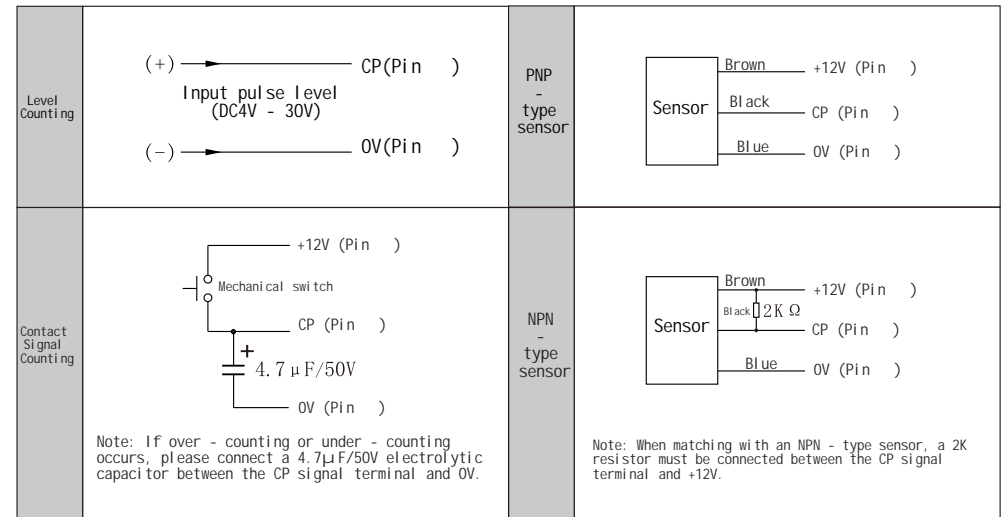 Level
Counting
(+) CP(Pin )
Input pulse level
(DC4V - 30V)
(−) 0V(Pin )
PNP
-
type
sensor
Sensor
Brown +12V (Pin )
Black CP (Pin )
Blue 0V (Pin )
Contact
Signal
Counting
+12V (Pin )
Mechanical switch
CP (Pin )
+
4.7μF/50V
0V (Pin )
Note: If over - counting or under - counting
occurs, please connect a 4.7μF/50V electrolytic
capacitor between the CP signal terminal and 0V.
NPN
-
type
sensor
Sensor
Brown +12V (Pin )
Black 2KΩ
CP (Pin )
Blue 0V (Pin )
Note: When matching with an NPN - type sensor, a 2K
resistor must be connected between the CP signal
terminal and +12V.